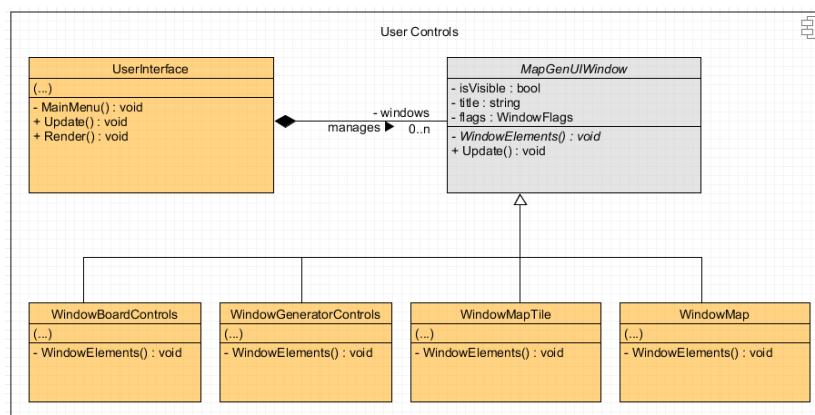 User Controls
UserInterface
(...)
- MainMenu() : void
+ Update() : void
+ Render() : void
- windows
manages
0..n
MapGenUIWindow
- isVisible : bool
- title : string
- flags : WindowFlags
- WindowElements() : void
+ Update() : void
WindowBoardControls
(...)
- WindowElements() : void
WindowGeneratorControls
(...)
- WindowElements() : void
WindowMapTile
(...)
- WindowElements() : void
WindowMap
(...)
- WindowElements() : void